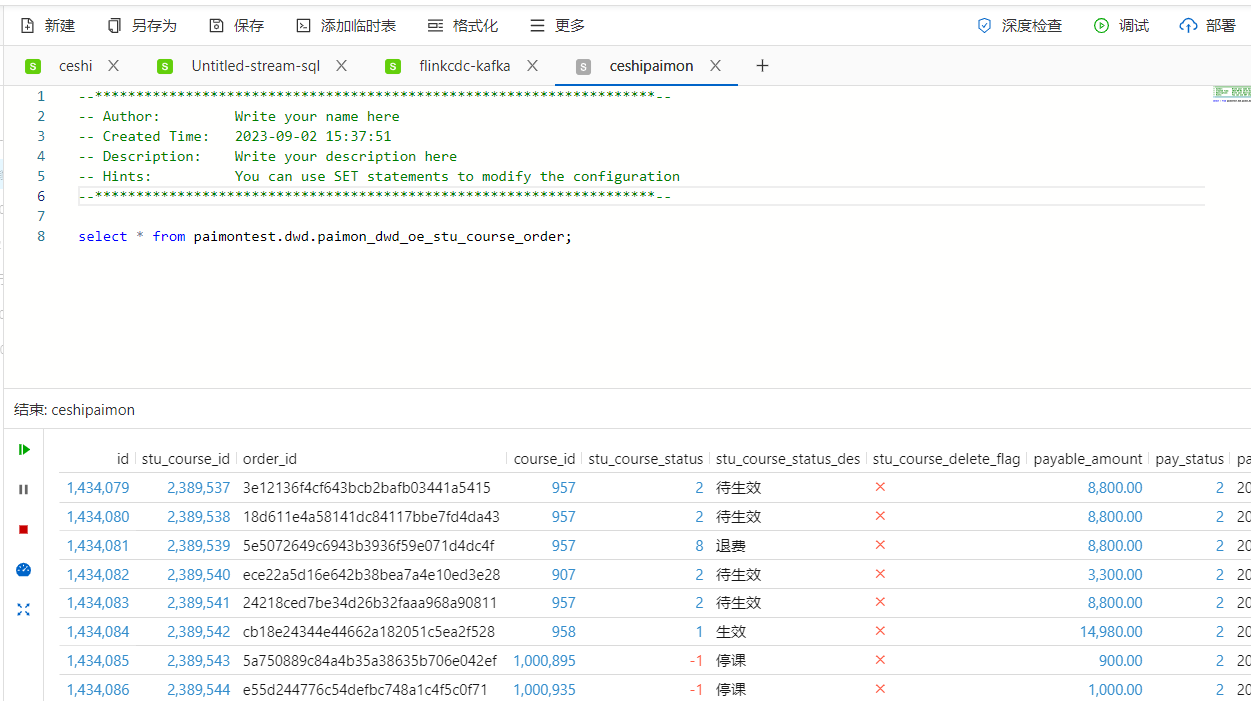 新建 另存为 保存 添加临时表 格式化 更多 深度检查 调试 部署
S ceshi S Untitled-stream-sql S flinkcdc-kafka S ceshipaimon
1 --********************************************************************--
2 -- Author: Write your name here
3 -- Created Time: 2023-09-02 15:37:51
4 -- Description: Write your description here
5 -- Hints: You can use SET statements to modify the configuration
6 --********************************************************************--
7
8 select * from paimontest.dwd.paimon_dwd_oe_stu_course_order;
结束: ceshipaimon
id stu_course_id order_id course_id stu_course_status stu_course_status_des stu_course_delete_flag payable_amount pay_status pa
1,434,079 2,389,537 3e12136f4cf643bcb2bafb03441a5415 957 2 待生效 8,800.00 2 20
1,434,080 2,389,538 18d611e4a58141dc84117bbe7fd4da43 957 2 待生效 8,800.00 2 20
1,434,081 2,389,539 5e5072649c6943b3936f59e071d4dc4f 957 8 退费 8,800.00 2 20
1,434,082 2,389,540 ece22a5d16e642b38bea7a4e10ed3e28 907 2 待生效 3,300.00 2 20
1,434,083 2,389,541 24218ced7be34d26b32faaa968a90811 957 2 待生效 8,800.00 2 20
1,434,084 2,389,542 cb18e24344e44662a182051c5ea2f528 958 1 生效 14,980.00 2 20
1,434,085 2,389,543 5a750889c84a4b35a38635b706e042ef 1,000,895 -1 停课 900.00 2 20
1,434,086 2,389,544 e55d244776c54defbc748a1c4f5c0f71 1,000,935 -1 停课 1,000.00 2 20